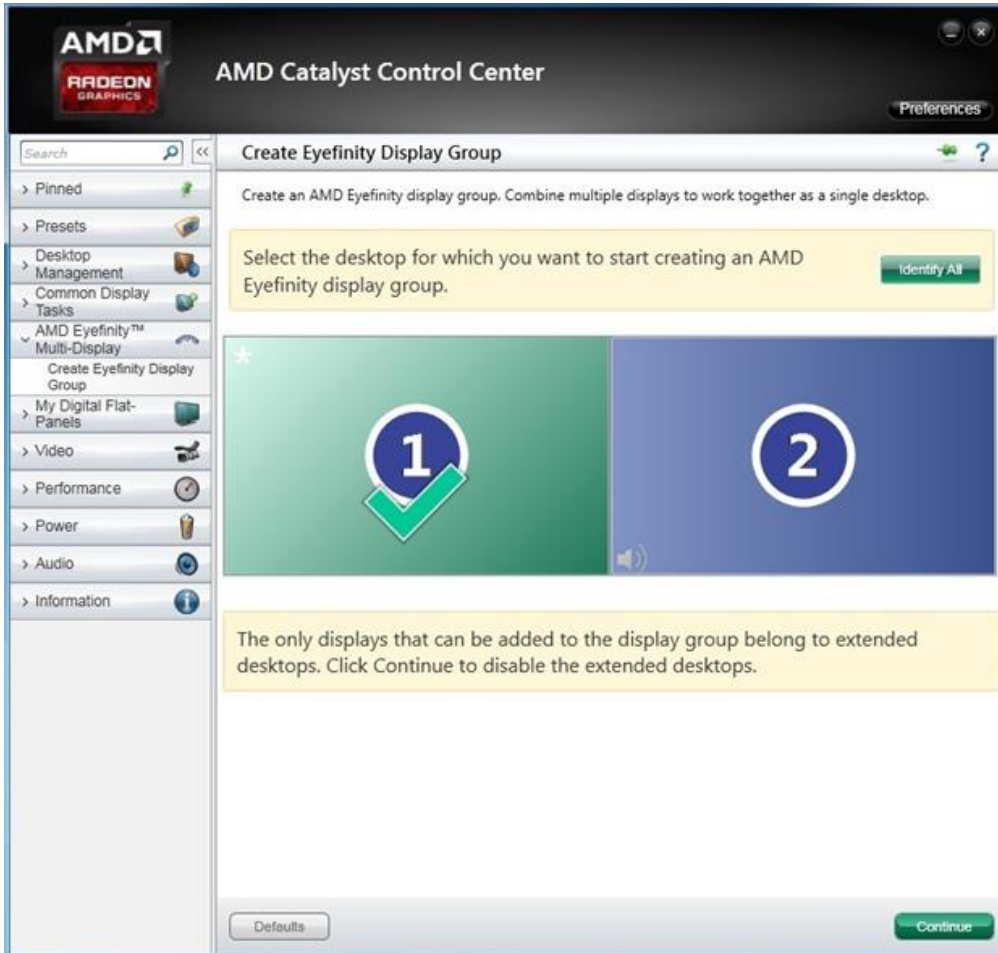 AMD
RADEON
GRAPHICS
AMD Catalyst Control Center
Preferences
Search
<<
Create Eyefinity Display Group
?
> Pinned
Create an AMD Eyefinity display group. Combine multiple displays to work together as a single desktop.
> Presets
> Desktop
Management
Select the desktop for which you want to start creating an AMD
Eyefinity display group.
Identify All
> Common Display
Tasks
AMD Eyefinity™
Multi-Display
Create Eyefinity Display
Group
> My Digital Flat-
Panels
> Video
> Performance
> Power
> Audio
> Information
*
1
2
The only displays that can be added to the display group belong to extended
desktops. Click Continue to disable the extended desktops.
Defaults
Continue